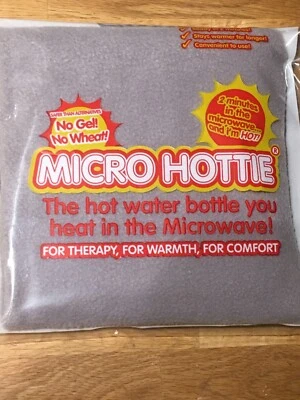 Stays warmer for longer!
Convenient to use!
SAFER THAN ALTERNATIVES
No Gel!
No Wheat!
2 minutes
in the
microwave...
and i'm HOT!
MICRO HOTTIE®
The hot water bottle you
heat in the Microwave!
FOR THERAPY, FOR WARMTH, FOR COMFORT